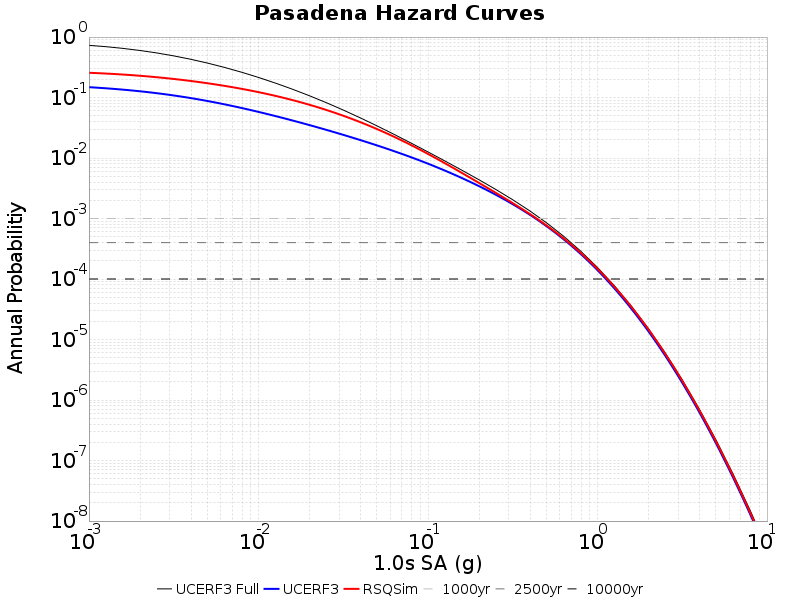 Pasadena Hazard Curves
10^0
10^-1
10^-2
10^-3
10^-4
10^-5
10^-6
10^-7
10^-8
Annual Probabilitiy
10^-3 10^-2 10^-1 10^0 10^1
1.0s SA (g)
UCERF3 Full UCERF3 RSQSim 1000yr 2500yr 10000yr